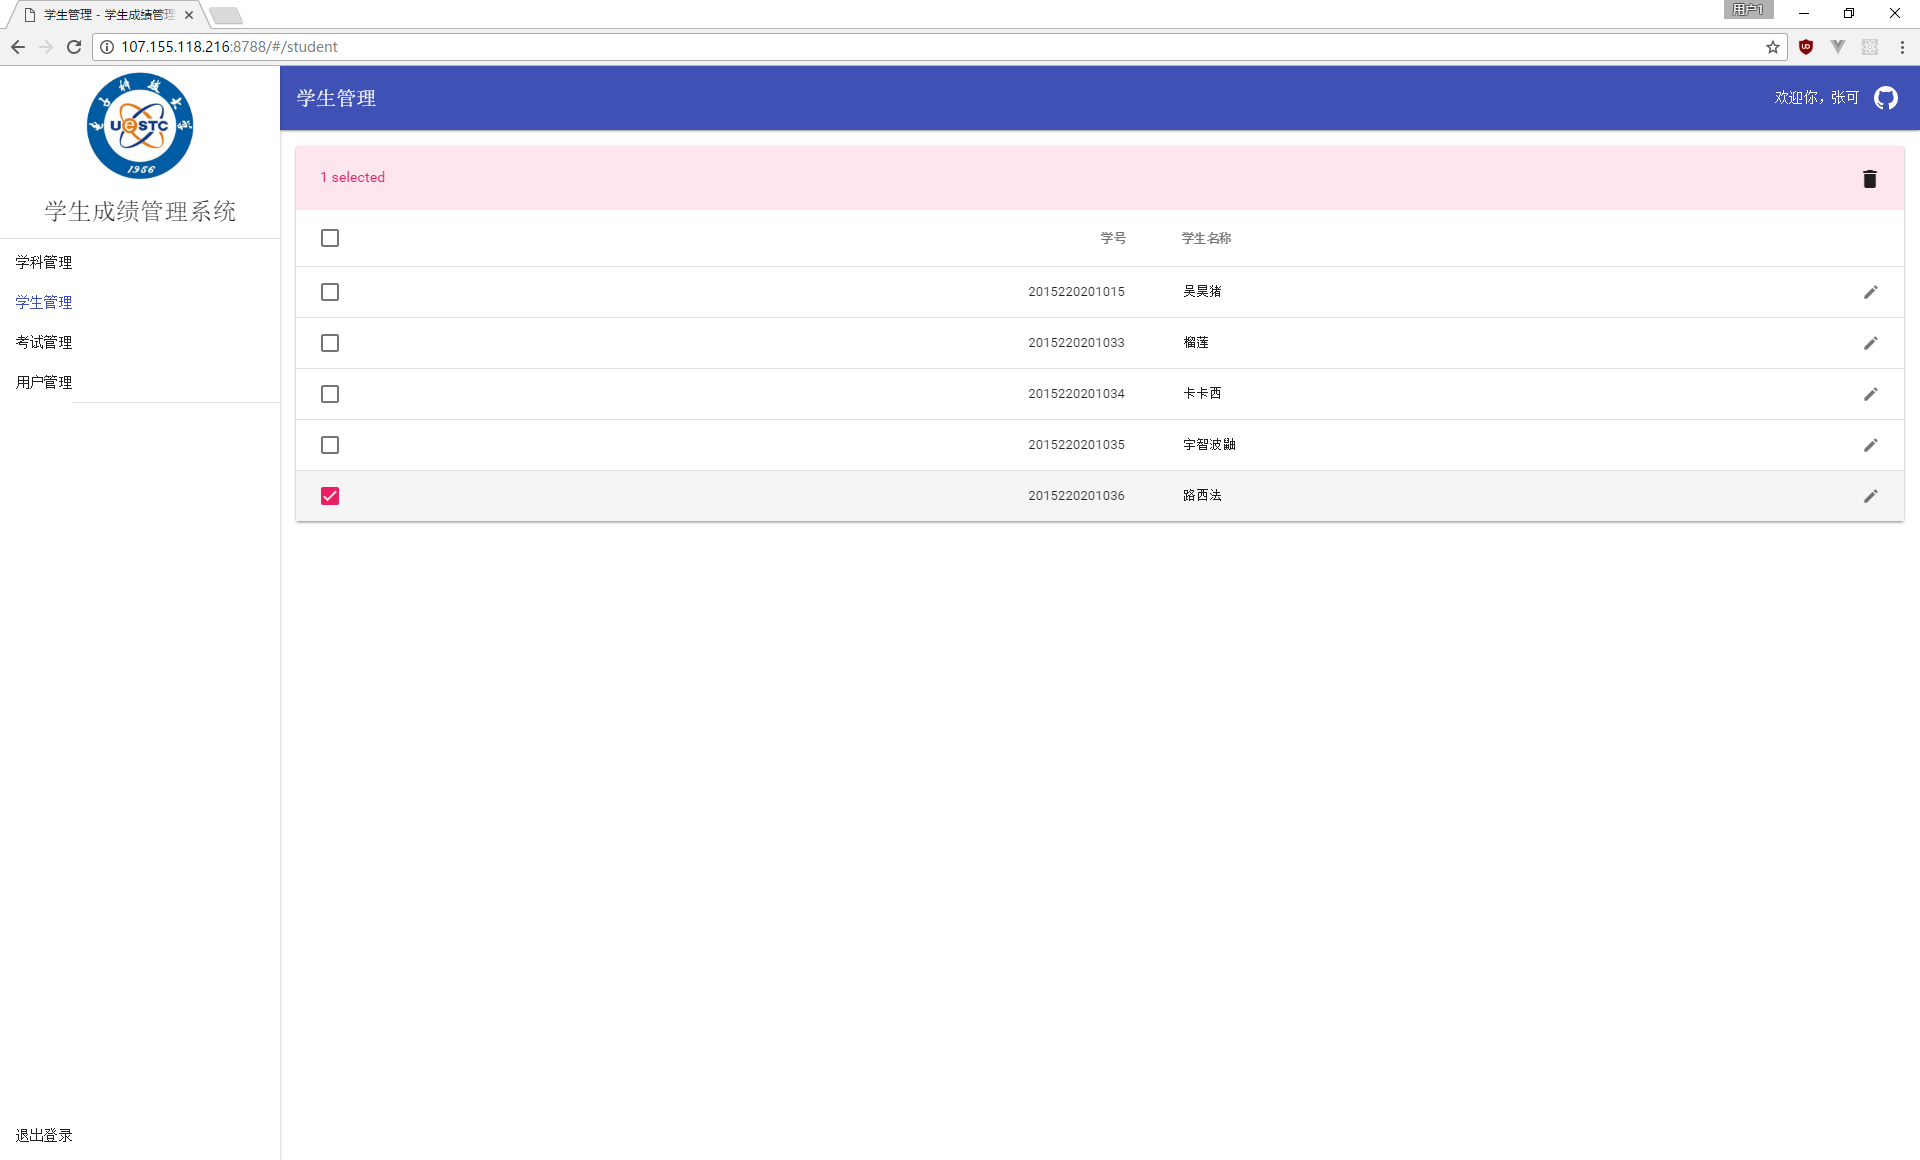 学生管理 - 学生成绩管理
用户1
107.155.118.216:8788/#/student
UeSTC
1956
学生成绩管理系统
学科管理
学生管理
考试管理
用户管理
退出登录
学生管理
欢迎你，张可
1 selected
学号 学生名称
2015220201015 吴昊猪
2015220201033 榴莲
2015220201034 卡卡西
2015220201035 宇智波鼬
2015220201036 路西法